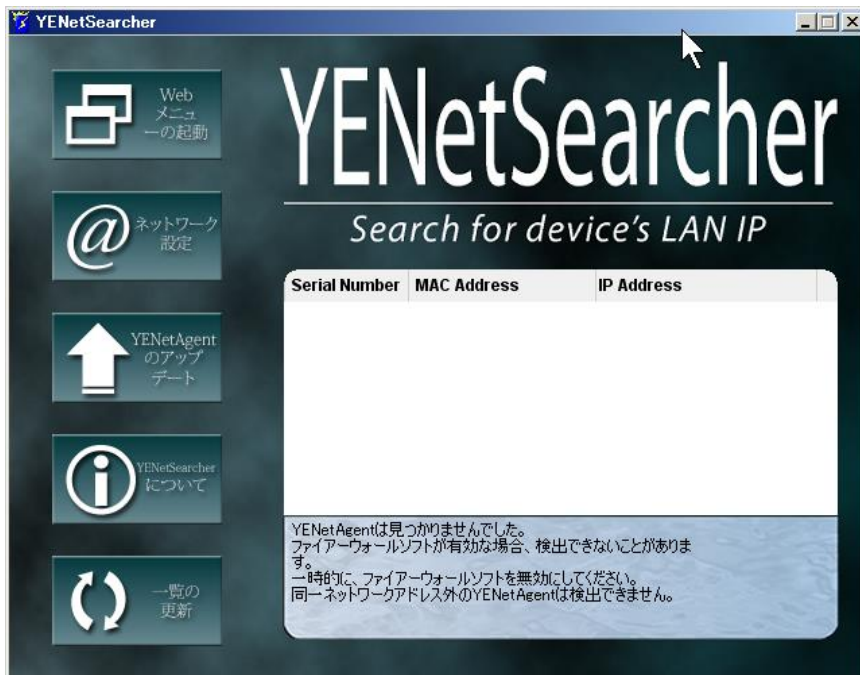 YENetSearcher
Web
メニュ
ーの起動
YENetSearcher
Search for device's LAN IP
ネットワーク
設定
Serial Number MAC Address IP Address
YENetAgent
のアップ
デート
YENetSearcher
について
YENetAgentは見つかりませんでした。
ファイアーウォールソフトが有効な場合、検出できないことがありま
す。
一時的に、ファイアーウォールソフトを無効にしてください。
同一ネットワークアドレス外のYENetAgentは検出できません。
一覧の
更新